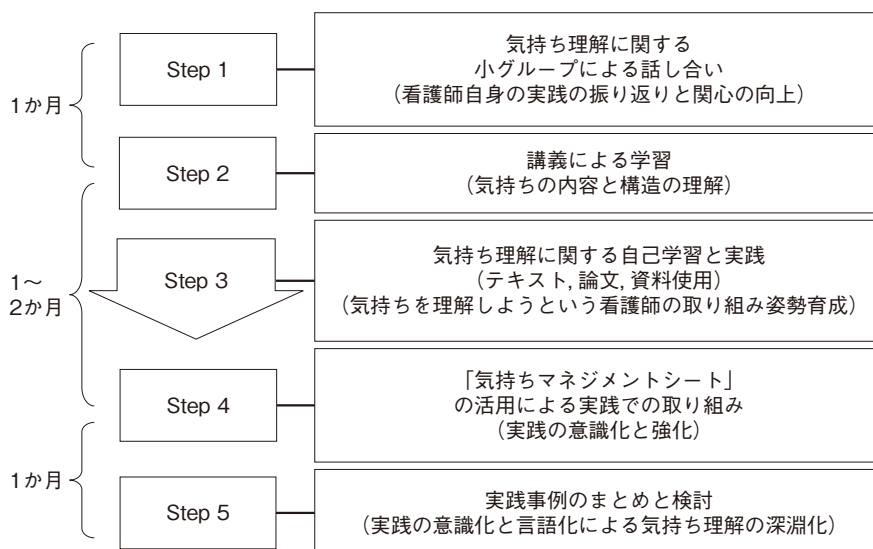 1か月
Step 1
気持ち理解に関する
小グループによる話し合い
(看護師自身の実践の振り返りと関心の向上)
Step 2
講義による学習
(気持ちの内容と構造の理解)
1〜
2か月
Step 3
気持ち理解に関する自己学習と実践
(テキスト, 論文, 資料使用)
(気持ちを理解しようという看護師の取り組み姿勢育成)
Step 4
「気持ちマネジメントシート」
の活用による実践での取り組み
(実践の意識化と強化)
1か月
Step 5
実践事例のまとめと検討
(実践の意識化と言語化による気持ち理解の深淵化)